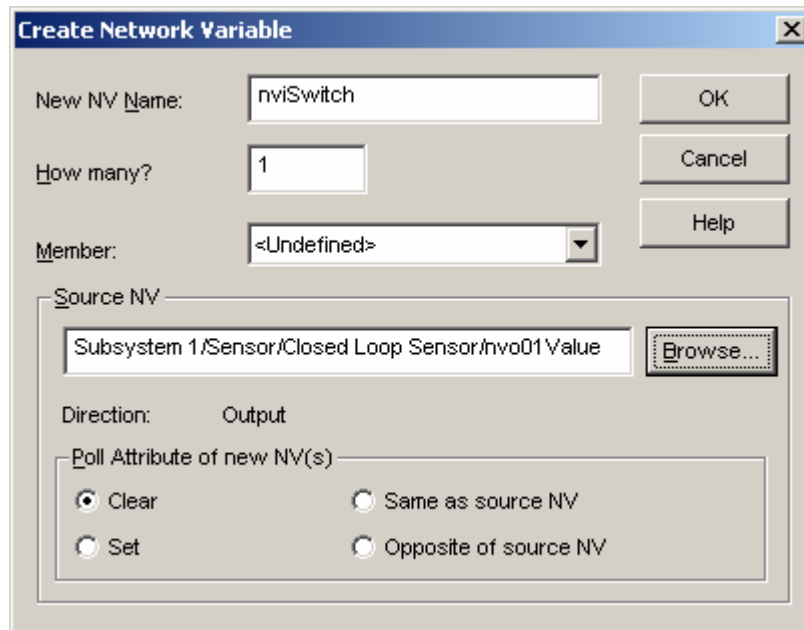 Create Network Variable
New NV Name: nviSwitch OK
How many? 1 Cancel
Member: <Undefined> Help
Source NV
Subsystem 1/Sensor/Closed Loop Sensor/nvo01Value Browse...
Direction: Output
Poll Attribute of new NV(s)
Clear Same as source NV
Set Opposite of source NV